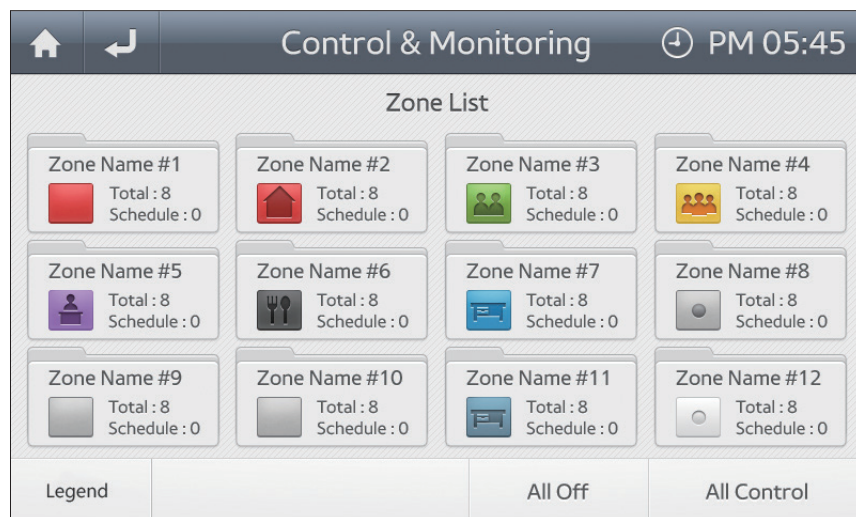 Control & Monitoring PM 05:45
Zone List
Zone Name #1
Total : 8
Schedule : 0
Zone Name #2
Total : 8
Schedule : 0
Zone Name #3
Total : 8
Schedule : 0
Zone Name #4
Total : 8
Schedule : 0
Zone Name #5
Total : 8
Schedule : 0
Zone Name #6
Total : 8
Schedule : 0
Zone Name #7
Total : 8
Schedule : 0
Zone Name #8
Total : 8
Schedule : 0
Zone Name #9
Total : 8
Schedule : 0
Zone Name #10
Total : 8
Schedule : 0
Zone Name #11
Total : 8
Schedule : 0
Zone Name #12
Total : 8
Schedule : 0
Legend All Off All Control